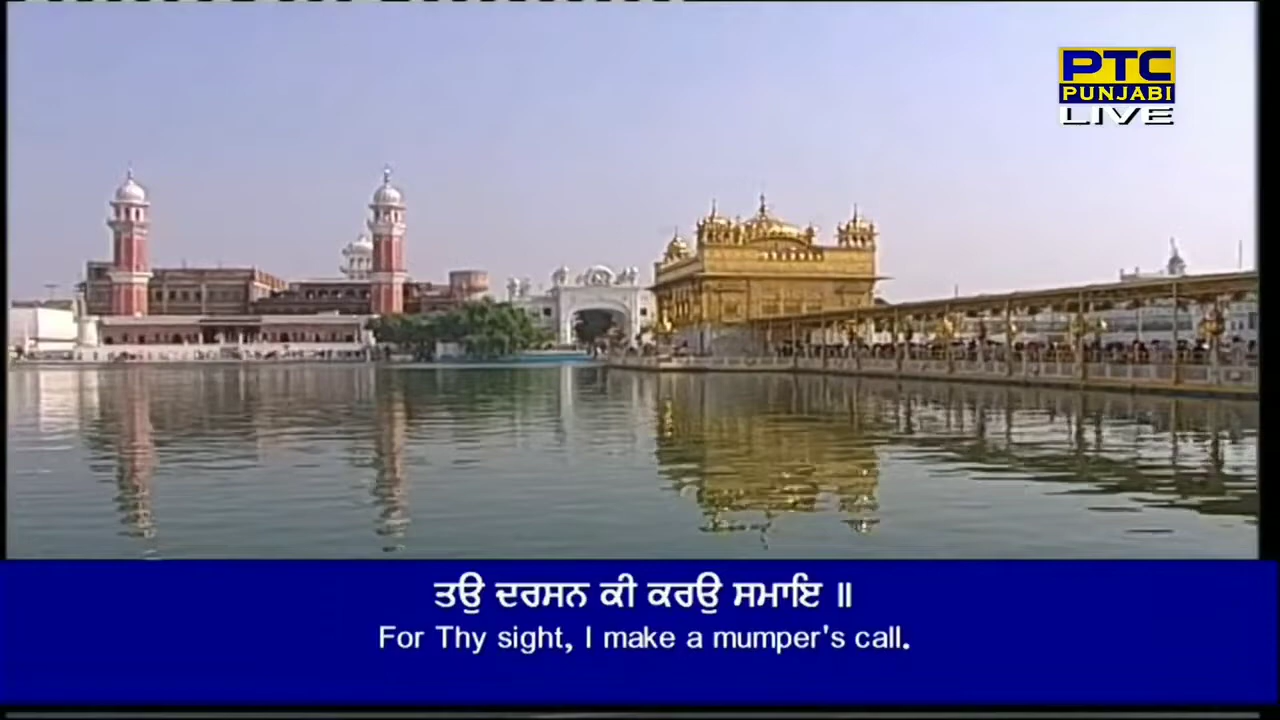 PTC
PUNJABI
LIVE
ਤਉ ਦਰਸਨ ਕੀ ਕਰਉ ਸਮਾਇ ॥
For Thy sight, I make a mumper's call.